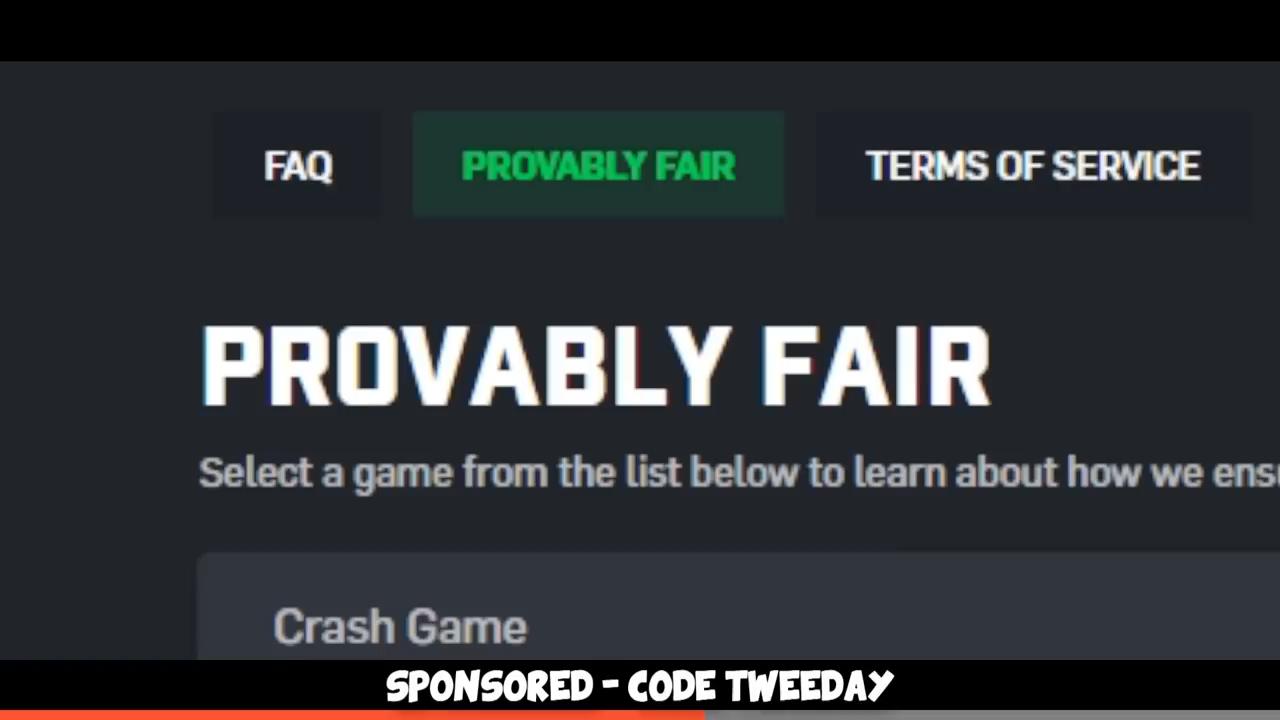 FAQ
PROVABLY FAIR
TERMS OF SERVICE
PROVABLY FAIR
Select a game from the list below to learn about how we
Crash Game
SPONSORED - CODE TWEEDAY